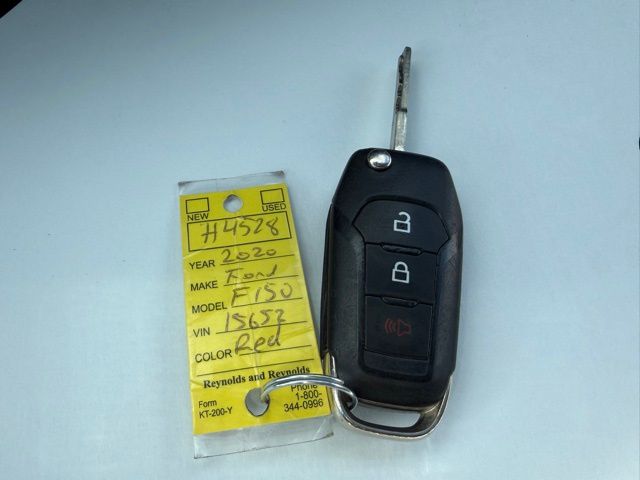 NEW USED
H4528
YEAR 2020
MAKE Ford
MODEL F150
VIN 15652
COLOR Red
Reynolds and Reynolds
Form
KT-200-Y
Phone
1-800-
344-0996